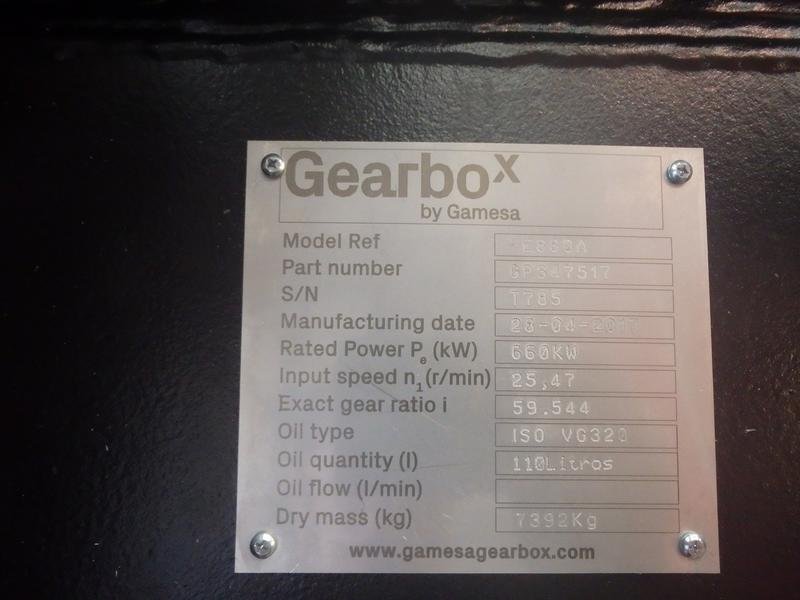 Gearbox
by Gamesa
Model Ref
Part number GP347517
S/N T785
Manufacturing date 28-04-2017
Rated Power Pe (kW) 660KW
Input speed n1(r/min) 25,47
Exact gear ratio i 59.544
Oil type ISO VG320
Oil quantity (l) 110Litros
Oil flow (l/min)
Dry mass (kg) 7392Kg
www.gamesagearbox.com